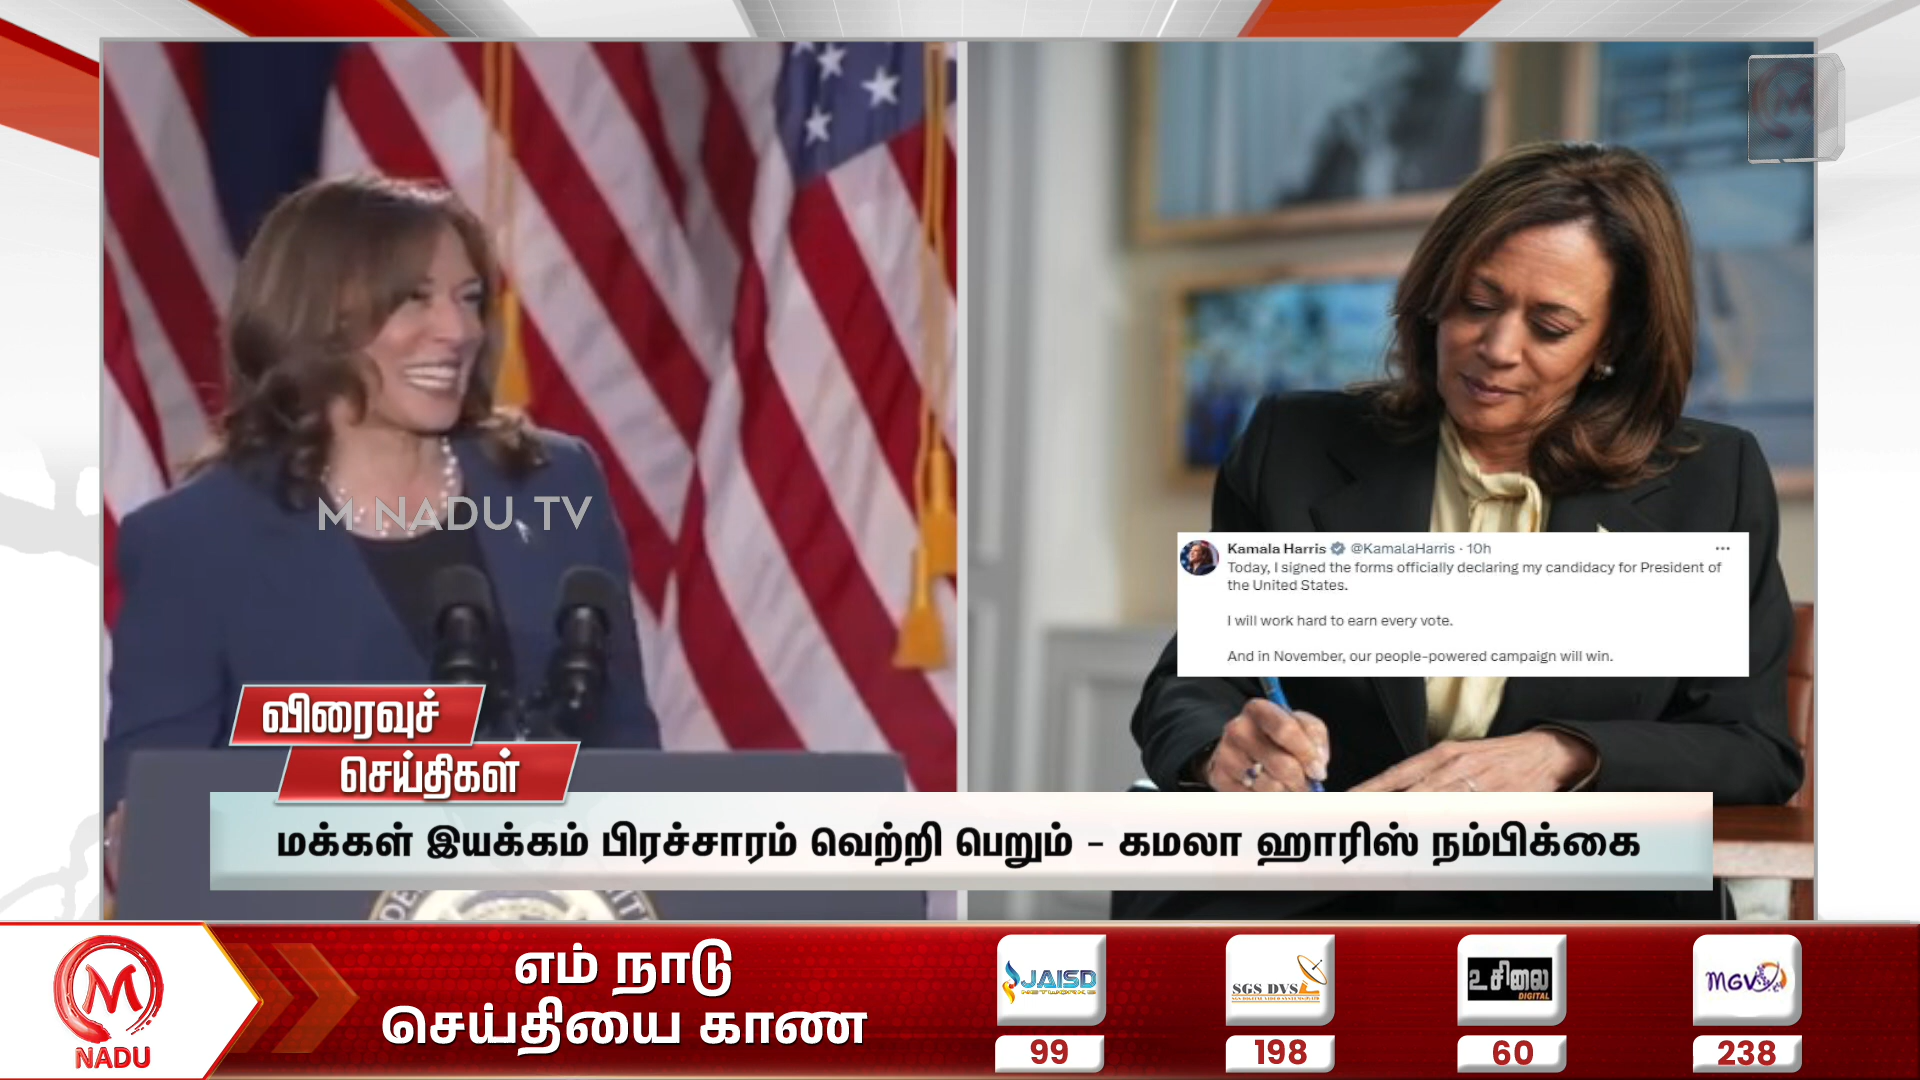 M NADU TV
Kamala Harris @KamalaHarris · 10h
Today, I signed the forms officially declaring my candidacy for President of
the United States.
I will work hard to earn every vote.
And in November, our people-powered campaign will win.
விரைவுச்
செய்திகள்
மக்கள் இயக்கம் பிரச்சாரம் வெற்றி பெறும் - கமலா ஹாரிஸ் நம்பிக்கை
M
NADU
எம் நாடு
செய்தியை காண
JAISD
NETWORKS
99
SGS DVS
198
உசிலை
DIGITAL
60
MGV
238